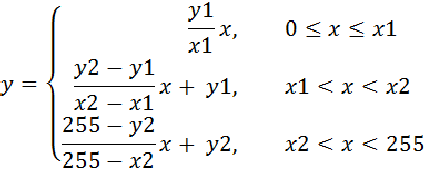 y = { y1/x1 x, 0 ≤ x ≤ x1
(y2 − y1)/(x2 − x1) x + y1, x1 < x < x2
(255 − y2)/(255 − x2) x + y2, x2 < x < 255